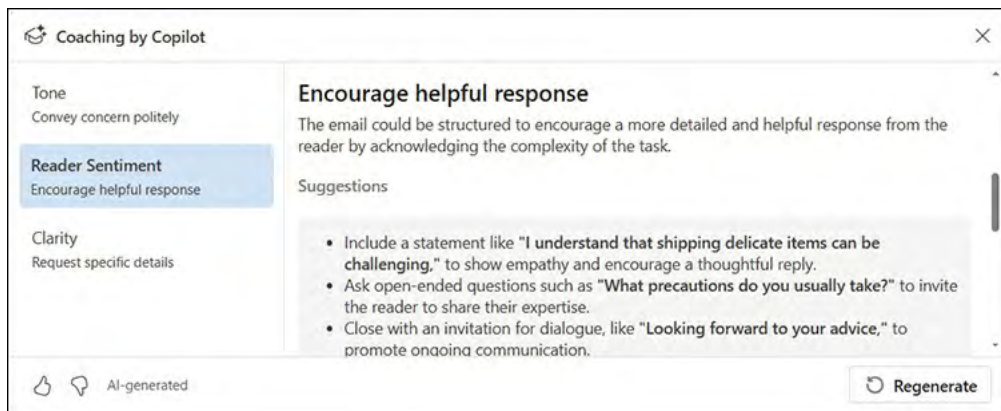 Coaching by Copilot
Tone
Convey concern politely
Reader Sentiment
Encourage helpful response
Clarity
Request specific details
Encourage helpful response
The email could be structured to encourage a more detailed and helpful response from the
reader by acknowledging the complexity of the task.
Suggestions
• Include a statement like "I understand that shipping delicate items can be
challenging," to show empathy and encourage a thoughtful reply.
• Ask open-ended questions such as "What precautions do you usually take?" to invite
the reader to share their expertise.
• Close with an invitation for dialogue, like "Looking forward to your advice," to
promote ongoing communication.
AI-generated
Regenerate